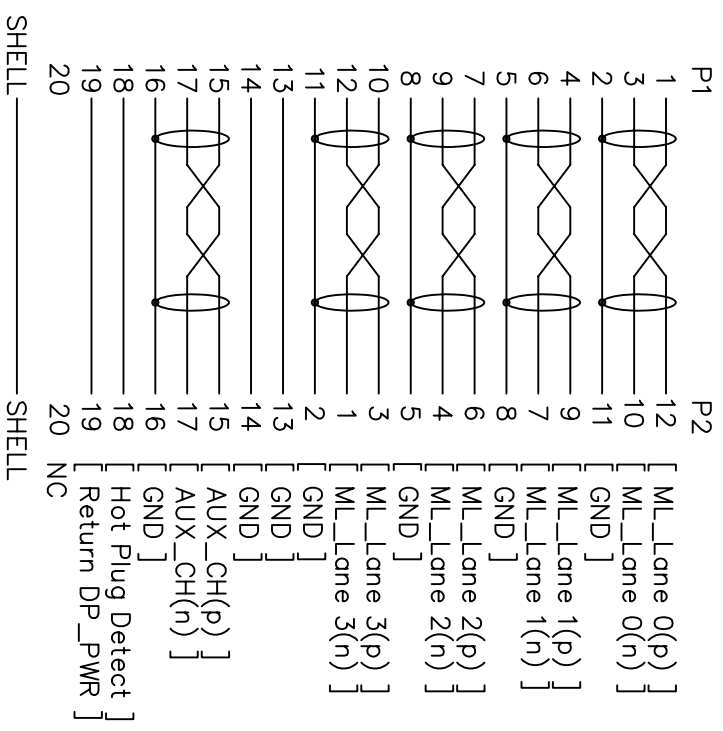 P1 P2
1 12 [ ML_Lane 0(p) ]
3 10 [ ML_Lane 0(n) ]
2 11 [ GND ]
4 9 [ ML_Lane 1(p) ]
6 7 [ ML_Lane 1(n) ]
5 8 [ GND ]
7 6 [ ML_Lane 2(p) ]
9 4 [ ML_Lane 2(n) ]
8 5 [ GND ]
10 3 [ ML_Lane 3(p) ]
12 1 [ ML_Lane 3(n) ]
11 2 [ GND ]
13 13 [ GND ]
14 14 [ GND ]
15 15 [ AUX_CH(p) ]
17 17 [ AUX_CH(n) ]
16 16 [ GND ]
18 18 [ Hot Plug Detect ]
19 19 [ Return DP_PWR ]
20 20 NC
SHELL SHELL